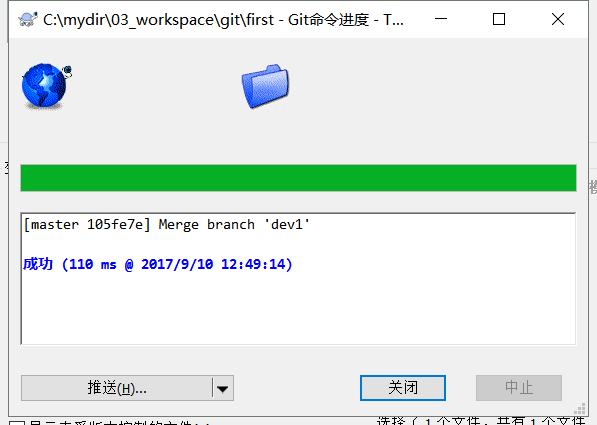 C:\mydir\03_workspace\git\first - Git命令进度 - T...
[master 105fe7e] Merge branch 'dev1'
成功 (110 ms @ 2017/9/10 12:49:14)
推送(H)...
关闭
中止